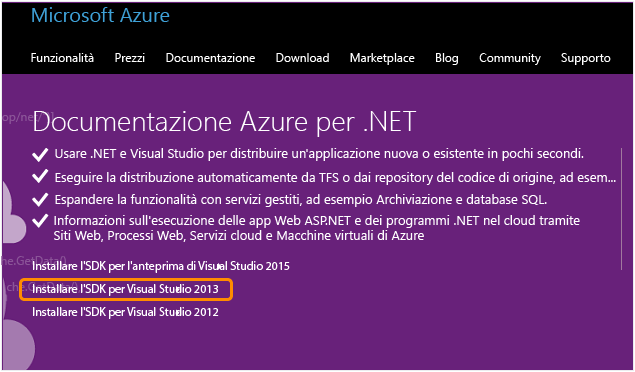 Microsoft Azure
Funzionalità Prezzi Documentazione Download Marketplace Blog Community Supporto
Documentazione Azure per .NET
Usare .NET e Visual Studio per distribuire un'applicazione nuova o esistente in pochi secondi.
Eseguire la distribuzione automaticamente da TFS o dai repository del codice di origine, ad esem...
Espandere la funzionalità con servizi gestiti, ad esempio Archiviazione e database SQL.
Informazioni sull'esecuzione delle app Web ASP.NET e dei programmi .NET nel cloud tramite
Siti Web, Processi Web, Servizi cloud e Macchine virtuali di Azure
che.GetData()
Installare l'SDK per l'anteprima di Visual Studio 2015
Installare l'SDK per Visual Studio 2013
Installare l'SDK per Visual Studio 2012